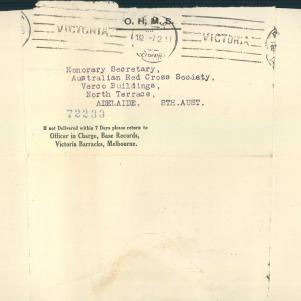 O. H. M. S.
VICTORIA
VICTORIA
Honorary Secretary,
Australian Red Cross Society,
Verco Buildings,
North Terrace,
ADELAIDE. STH.AUST.
72233
If not Delivered within 7 Days please return to
Officer in Charge, Base Records,
Victoria Barracks, Melbourne.